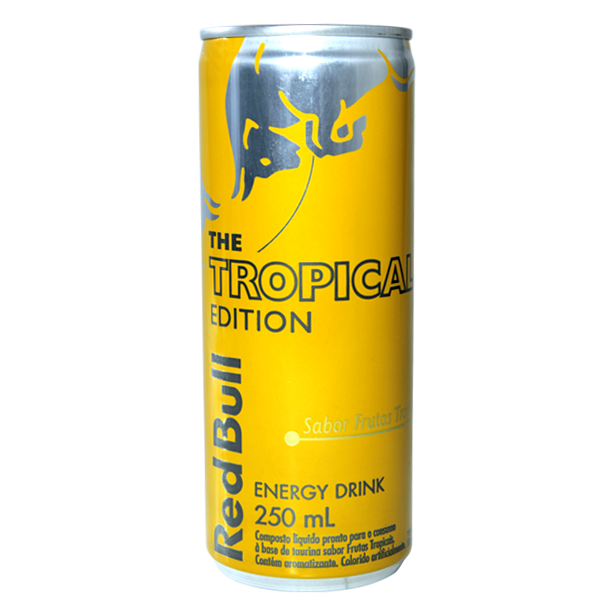 THE
TROPICAL
EDITION
Red Bull
Sabor Frutas
ENERGY DRINK
250 mL
Composto líquido pronto para o consumo
à base de taurina sabor Frutas Tropicais.
Contém aromatizante. Colorido artificialmente.